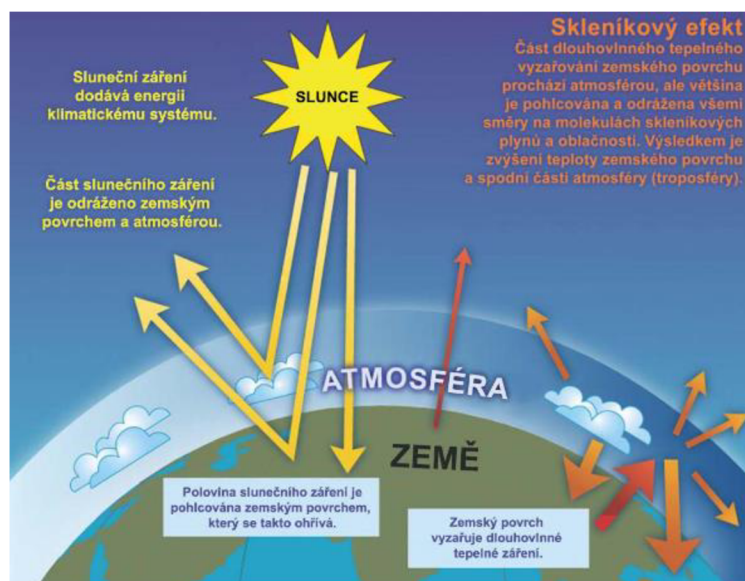 Skleníkový efekt
Část dlouhovlnného tepelného
vyzařování zemského povrchu
prochází atmosférou, ale většina
je pohlcována a odrážena všemi
směry na molekulách skleníkových
plynů a oblačnosti. Výsledkem je
zvýšení teploty zemského povrchu
a spodní části atmosféry (troposféry).
Sluneční záření
dodává energii
klimatickému systému.
SLUNCE
Část slunečního záření
je odráženo zemským
povrchem a atmosférou.
ATMOSFÉRA
ZEMĚ
Polovina slunečního záření je
pohlcována zemským povrchem,
který se takto ohřívá.
Zemský povrch
vyzařuje dlouhovlnné
tepelné záření.